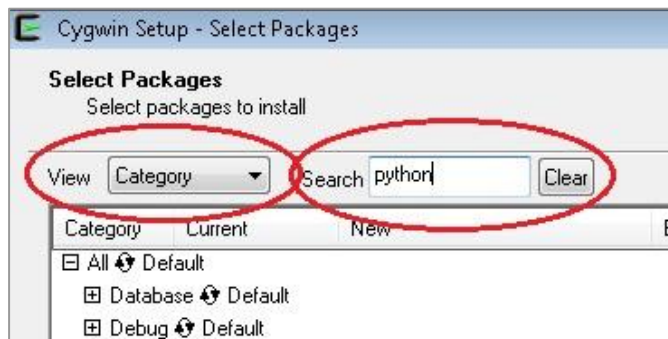 Cygwin Setup - Select Packages
Select Packages
Select packages to install
View Category Search python Clear
Category Current New
All Default
Database Default
Debug Default